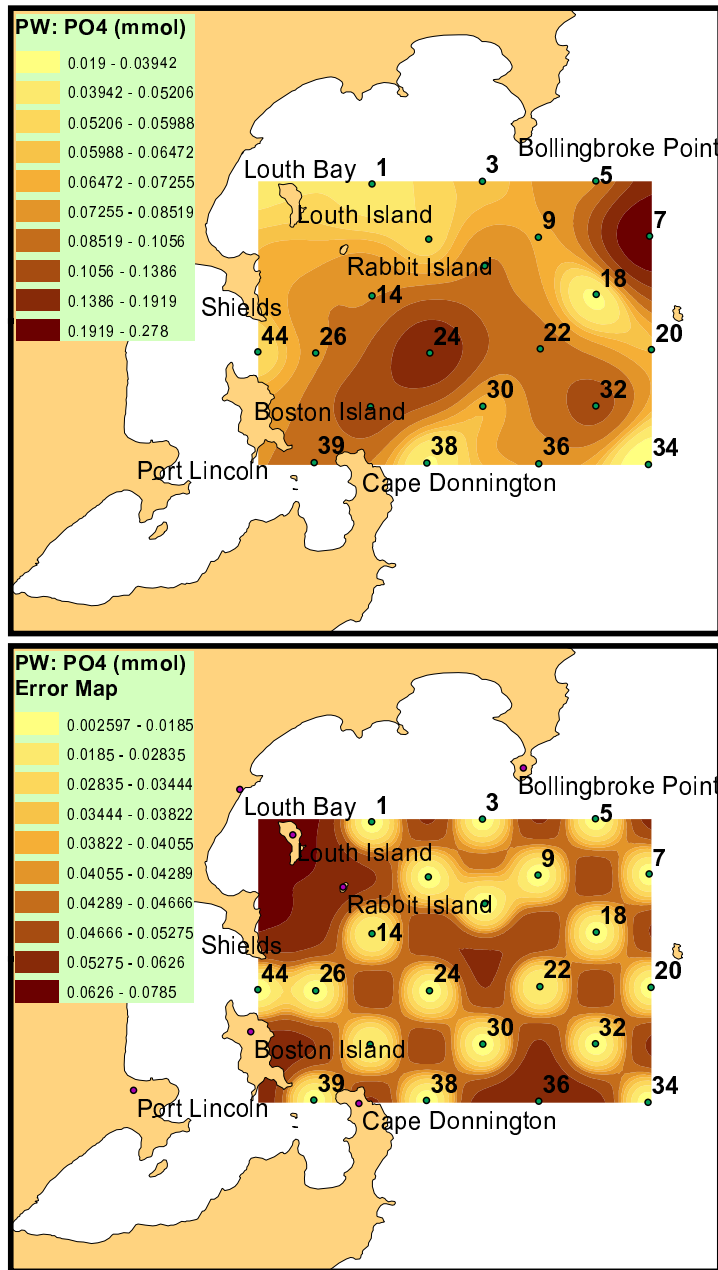 PW: PO4 (mmol)
0.019 - 0.03942
0.03942 - 0.05206
0.05206 - 0.05988
0.05988 - 0.06472
0.06472 - 0.07255
0.07255 - 0.08519
0.08519 - 0.1056
0.1056 - 0.1386
0.1386 - 0.1919
0.1919 - 0.278
Bollingbroke Point
Louth Bay 1 3 5
Louth Island 9 7
Rabbit Island 18
14
Shields
44 26 24 22 20
30 32
Boston Island
39 38 36 34
Port Lincoln
Cape Donnington
PW: PO4 (mmol)
Error Map
0.002597 - 0.0185
0.0185 - 0.02835
0.02835 - 0.03444
0.03444 - 0.03822
0.03822 - 0.04055
0.04055 - 0.04289
0.04289 - 0.04666
0.04666 - 0.05275
0.05275 - 0.0626
0.0626 - 0.0785
Bollingbroke Point
Louth Bay 1 3 5
Louth Island 9 7
Rabbit Island 18
14
Shields
44 26 24 22 20
30 32
Boston Island
39 38 36 34
Port Lincoln
Cape Donnington